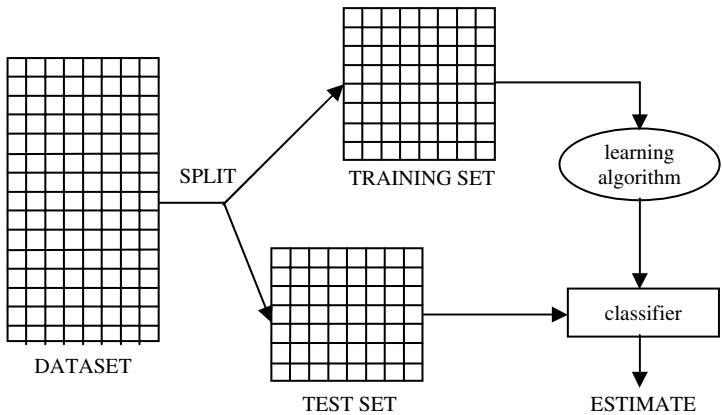 SPLIT
TRAINING SET
learning
algorithm
classifier
DATASET
TEST SET
ESTIMATE